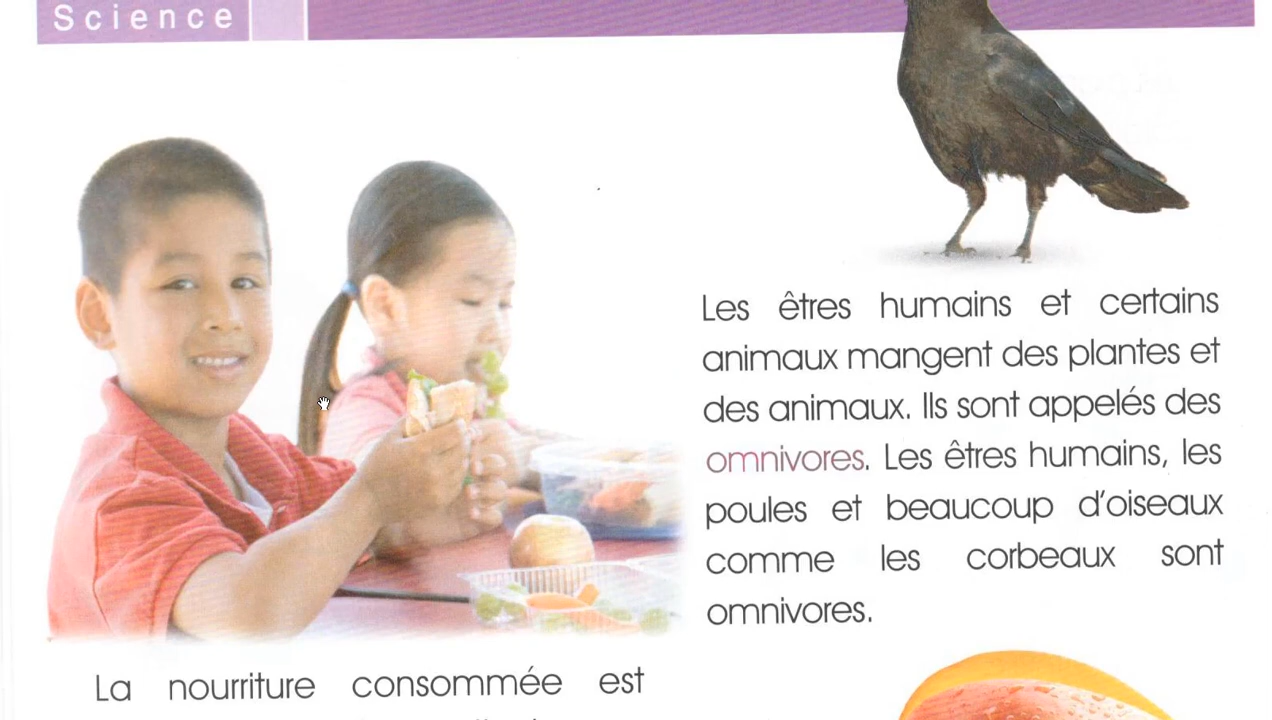 Science
Les êtres humains et certains
animaux mangent des plantes et
des animaux. Ils sont appelés des
omnivores. Les êtres humains, les
poules et beaucoup d'oiseaux
comme les corbeaux sont
omnivores.
La nourriture consommée est